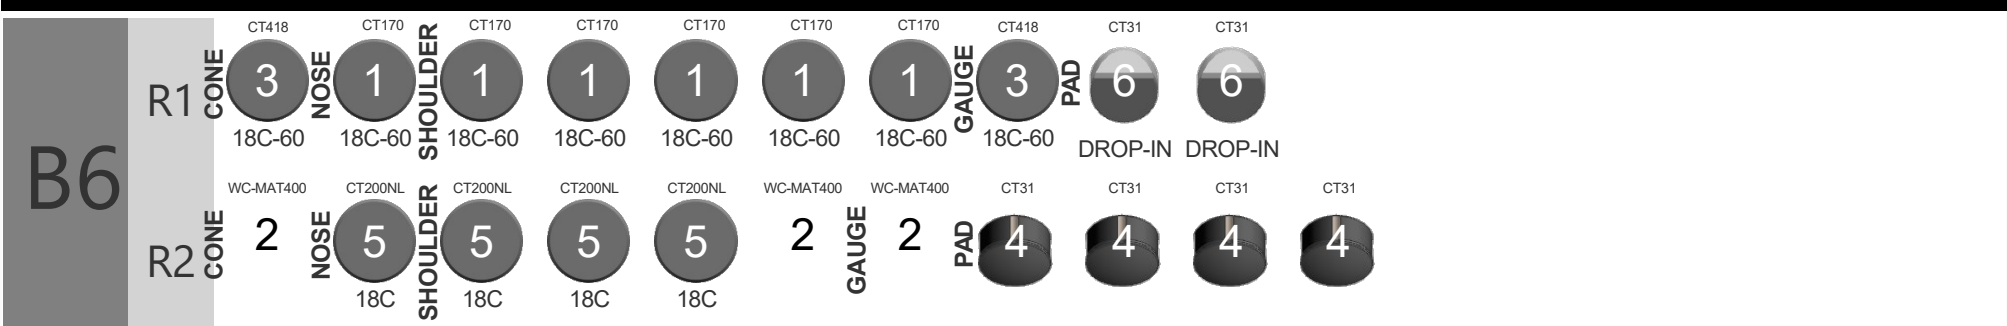 B6
R1
CONE
CT418
3
18C-60
NOSE
CT170
1
18C-60
SHOULDER
CT170
1
18C-60
CT170
1
18C-60
CT170
1
18C-60
CT170
1
18C-60
CT170
1
18C-60
GAUGE
CT418
3
18C-60
PAD
CT31
6
DROP-IN
CT31
6
DROP-IN
R2
CONE
WC-MAT400
2
NOSE
CT200NL
5
18C
SHOULDER
CT200NL
5
18C
CT200NL
5
18C
CT200NL
5
18C
WC-MAT400
2
GAUGE
WC-MAT400
2
PAD
CT31
4
CT31
4
CT31
4
CT31
4